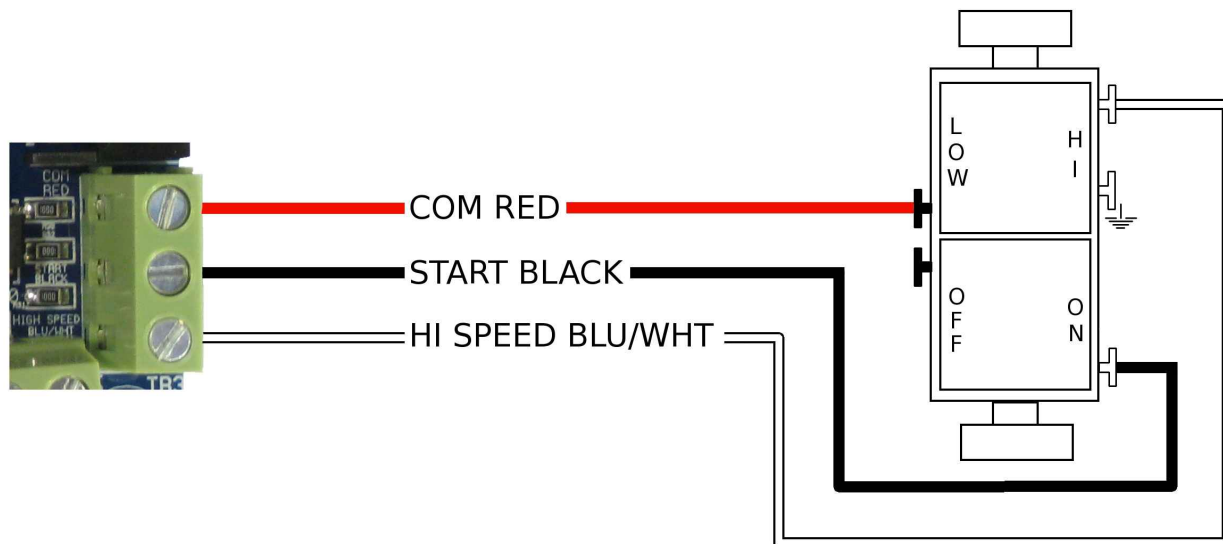 COM
RED
START
BLACK
HIGH SPEED
BLU/WHT
TB3
COM RED
START BLACK
HI SPEED BLU/WHT
LOW
HI
OFF
ON